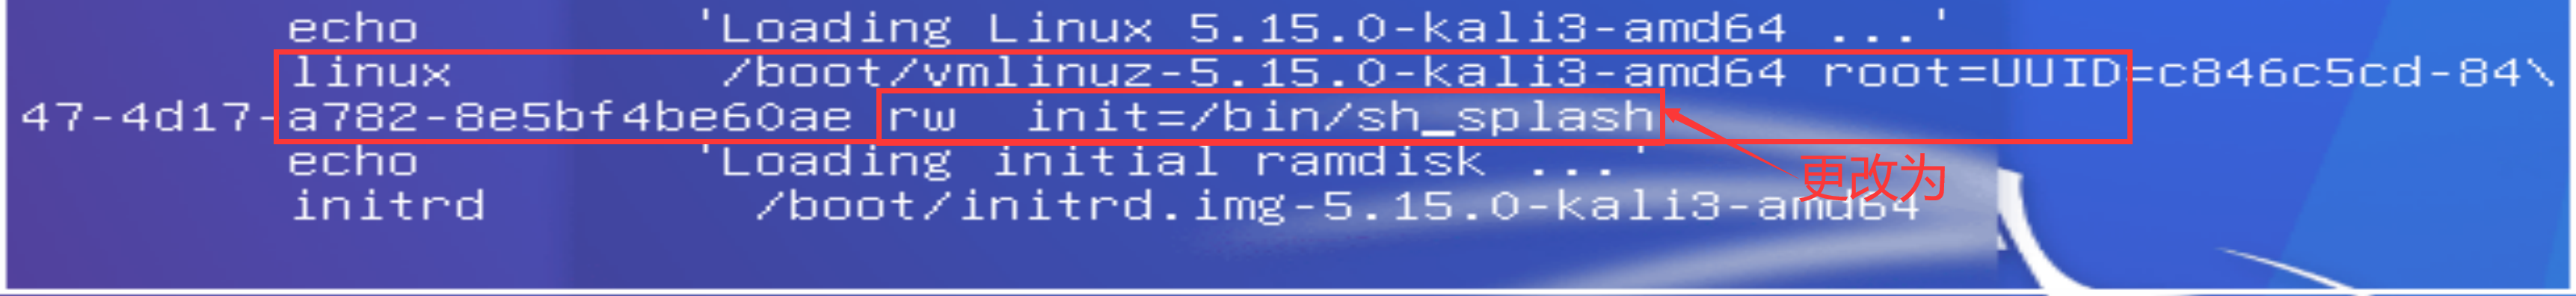 echo 'Loading Linux 5.15.0-kali3-amd64 ...'
linux /boot/vmlinuz-5.15.0-kali3-amd64 root=UUID=c846c5cd-84\
47-4d17-a782-8e5bf4be60ae rw init=/bin/sh_splash
echo 'Loading initial ramdisk ...'
更改为
initrd /boot/initrd.img-5.15.0-kali3-amd64